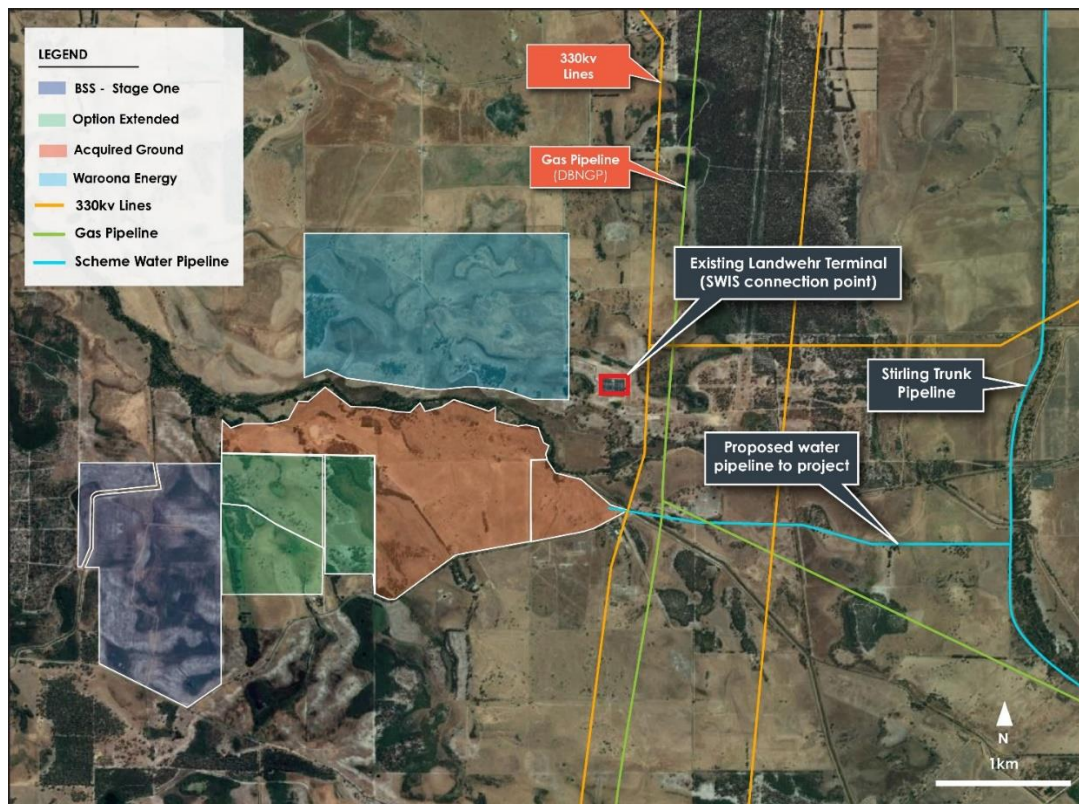 LEGEND
BSS - Stage One
Option Extended
Acquired Ground
Waroona Energy
330kv Lines
Gas Pipeline
Scheme Water Pipeline
330kv
Lines
Gas Pipeline
(DBNGP)
Existing Landwehr Terminal
(SWIS connection point)
Stirling Trunk
Pipeline
Proposed water
pipeline to project
N
1km